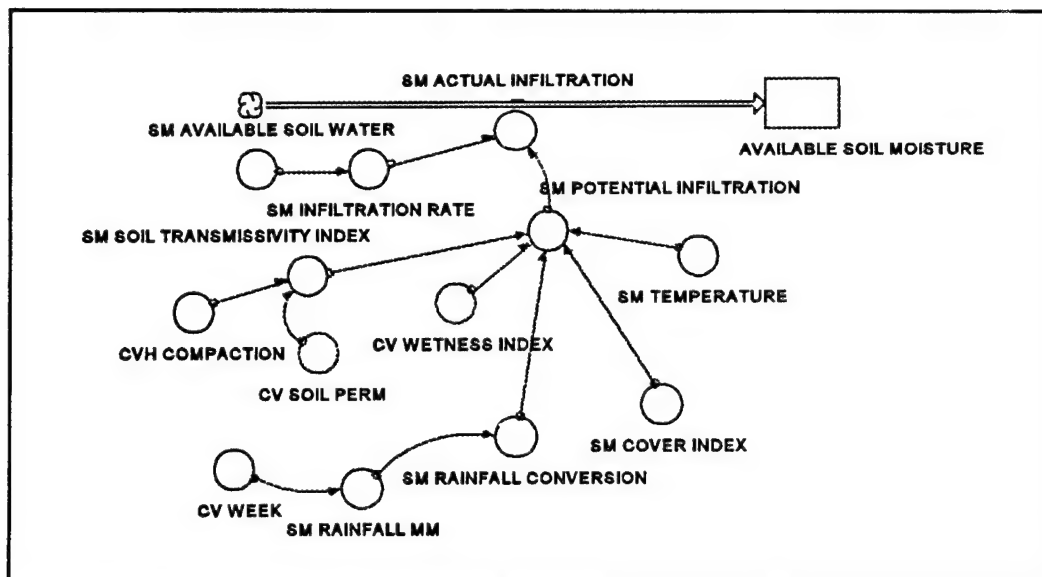 SM ACTUAL INFILTRATION
SM AVAILABLE SOIL WATER
AVAILABLE SOIL MOISTURE
SM POTENTIAL INFILTRATION
SM INFILTRATION RATE
SM SOIL TRANSMISSIVITY INDEX
SM TEMPERATURE
CVH COMPACTION
CV WETNESS INDEX
CV SOIL PERM
SM COVER INDEX
SM RAINFALL CONVERSION
CV WEEK
SM RAINFALL MM